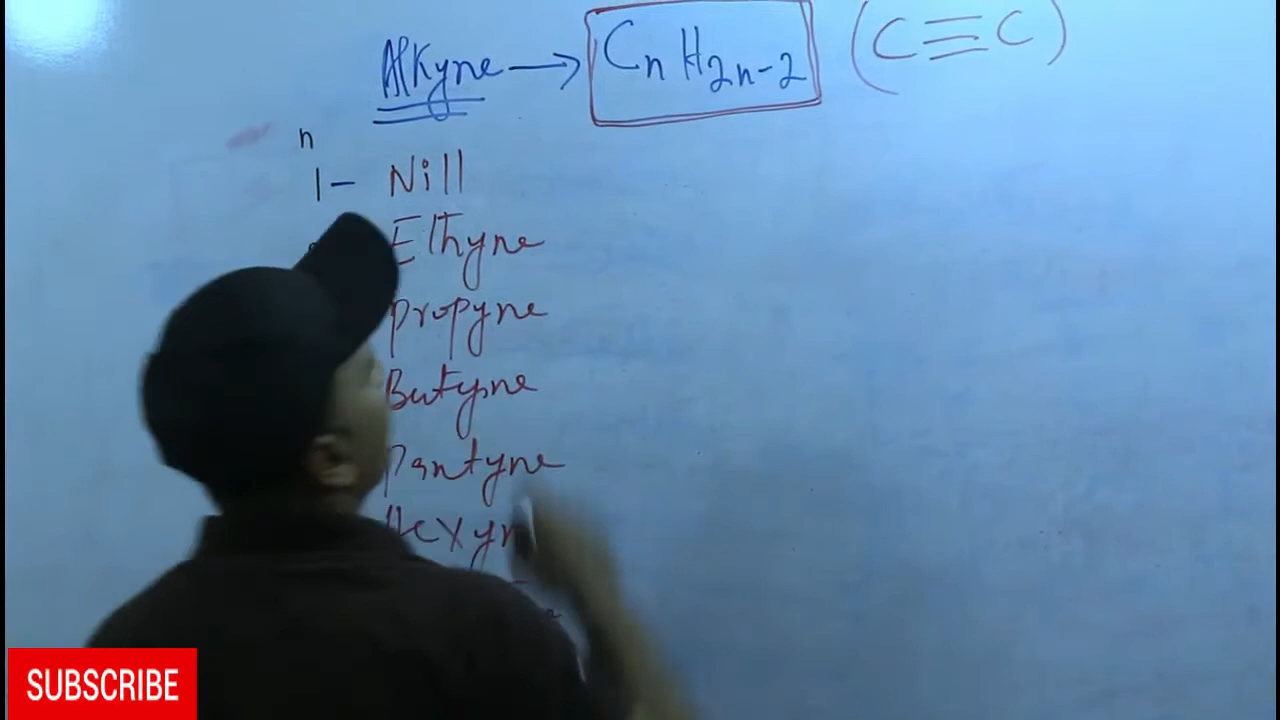 Alkyne → CnH2n-2 (C≡C)
n
1 - Nill
Ethyne
Propyne
Butyne
Pantyne
Hexyn
SUBSCRIBE